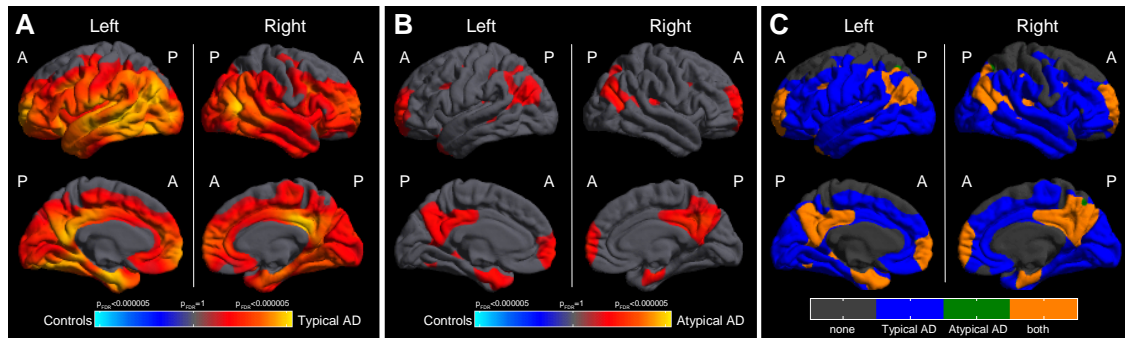 A
Left
Right
A
P
P
A
P
A
A
P
pFDR<0.000005
pFDR=1
pFDR<0.000005
Controls
Typical AD
B
Left
Right
A
P
P
A
P
A
A
P
pFDR<0.000005
pFDR=1
pFDR<0.000005
Controls
Atypical AD
C
Left
Right
A
P
P
A
P
A
A
P
none
Typical AD
Atypical AD
both